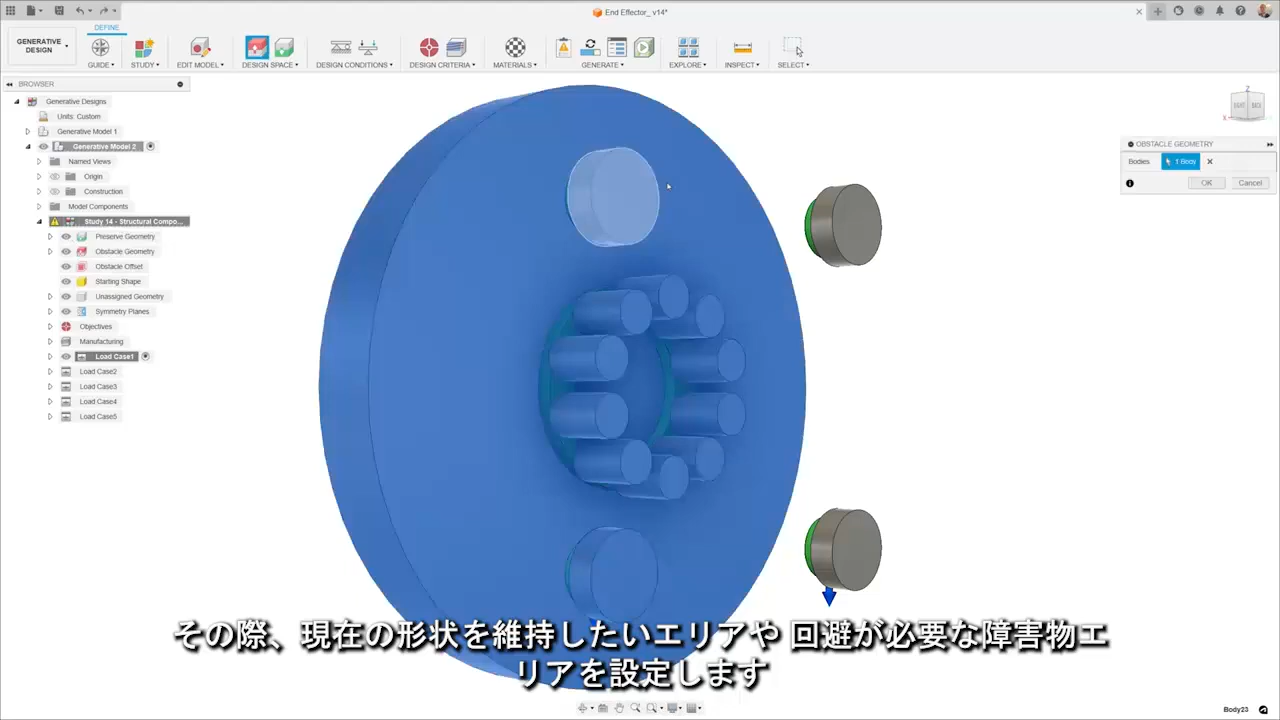 End Effector_ v14*
DEFINE
GENERATIVE
DESIGN
GUIDE
STUDY
EDIT MODEL
DESIGN SPACE
DESIGN CONDITIONS
DESIGN CRITERIA
MATERIALS
GENERATE
EXPLORE
INSPECT
SELECT
BROWSER
Generative Designs
Units: Custom
Generative Model 1
Generative Model 2
Named Views
Origin
Construction
Model Components
Study 14 - Structural Compo...
Preserve Geometry
Obstacle Geometry
Obstacle Offset
Starting Shape
Unassigned Geometry
Symmetry Planes
Objectives
Manufacturing
Load Case1
Load Case2
Load Case3
Load Case4
Load Case5
Z
X
OBSTACLE GEOMETRY
Bodies 1 Body
OK Cancel
その際、現在の形状を維持したいエリアや 回避が必要な障害物エ
リアを設定します
Body23